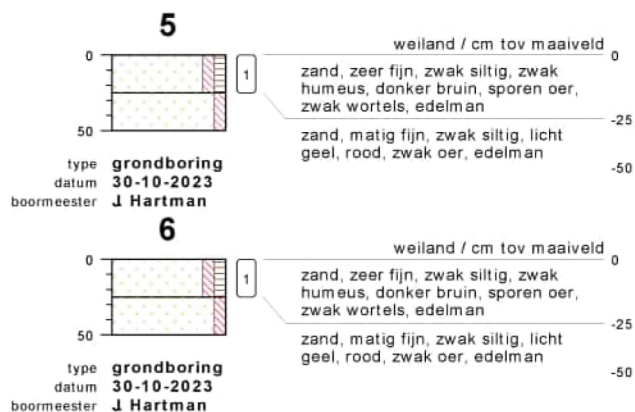 5
weiland / cm tov maaiveld
0
0
1
zand, zeer fijn, zwak siltig, zwak
humeus, donker bruin, sporen oer,
zwak wortels, edelman
-25
zand, matig fijn, zwak siltig, licht
geel, rood, zwak oer, edelman
50
-50
type grondboring
datum 30-10-2023
boormeester J Hartman
6
weiland / cm tov maaiveld
0
0
1
zand, zeer fijn, zwak siltig, zwak
humeus, donker bruin, sporen oer,
zwak wortels, edelman
-25
zand, matig fijn, zwak siltig, licht
geel, rood, zwak oer, edelman
50
-50
type grondboring
datum 30-10-2023
boormeester J Hartman